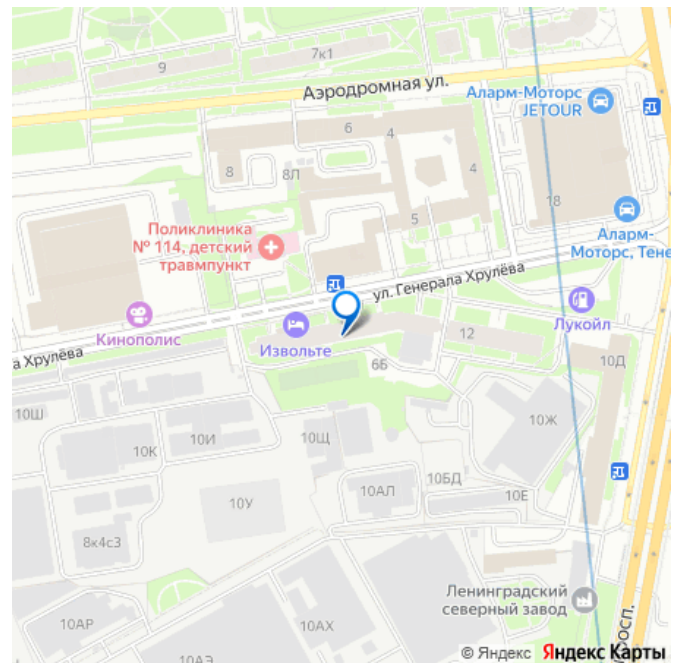 7к1
9
Аэродромная ул.
Аларм-Моторс
JETOUR
6
4
8
8Л
4
18
5
Поликлиника
№ 114, детский
травмпункт
Аларм-
Моторс, Тене
ул. Генерала Хрулёва
Кинополис
Извольте
Лукойл
12
а Хрулёва
6Б
10Д
10Ш
10К
10И
10Щ
10Ж
10АЛ
10БД
10Е
10У
8к4с3
Ленинградский
северный завод
10АР
10АХ
10АЭ
росп.
© Яндекс Яндекс Карты